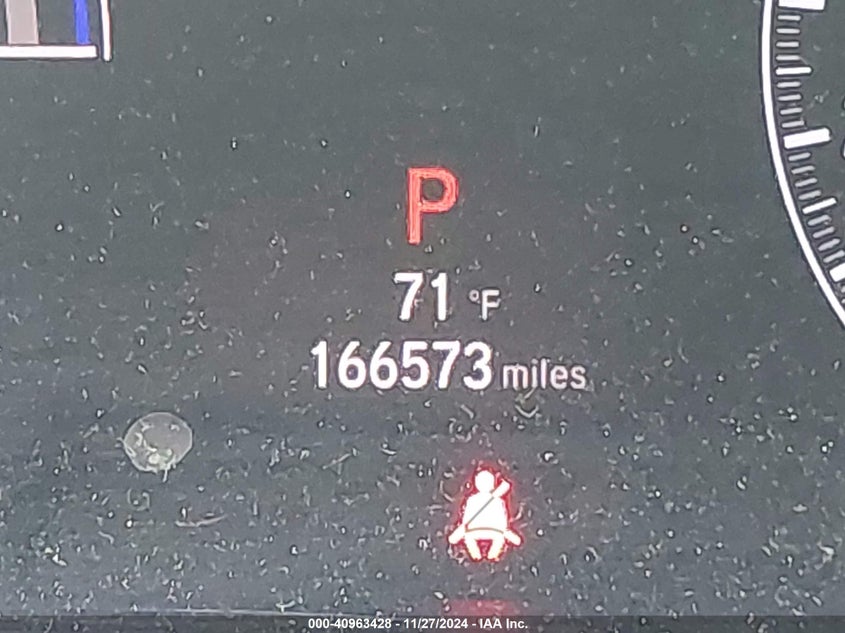 P
71 °F
166573 miles
000-40963428 - 11/27/2024 - IAA Inc.